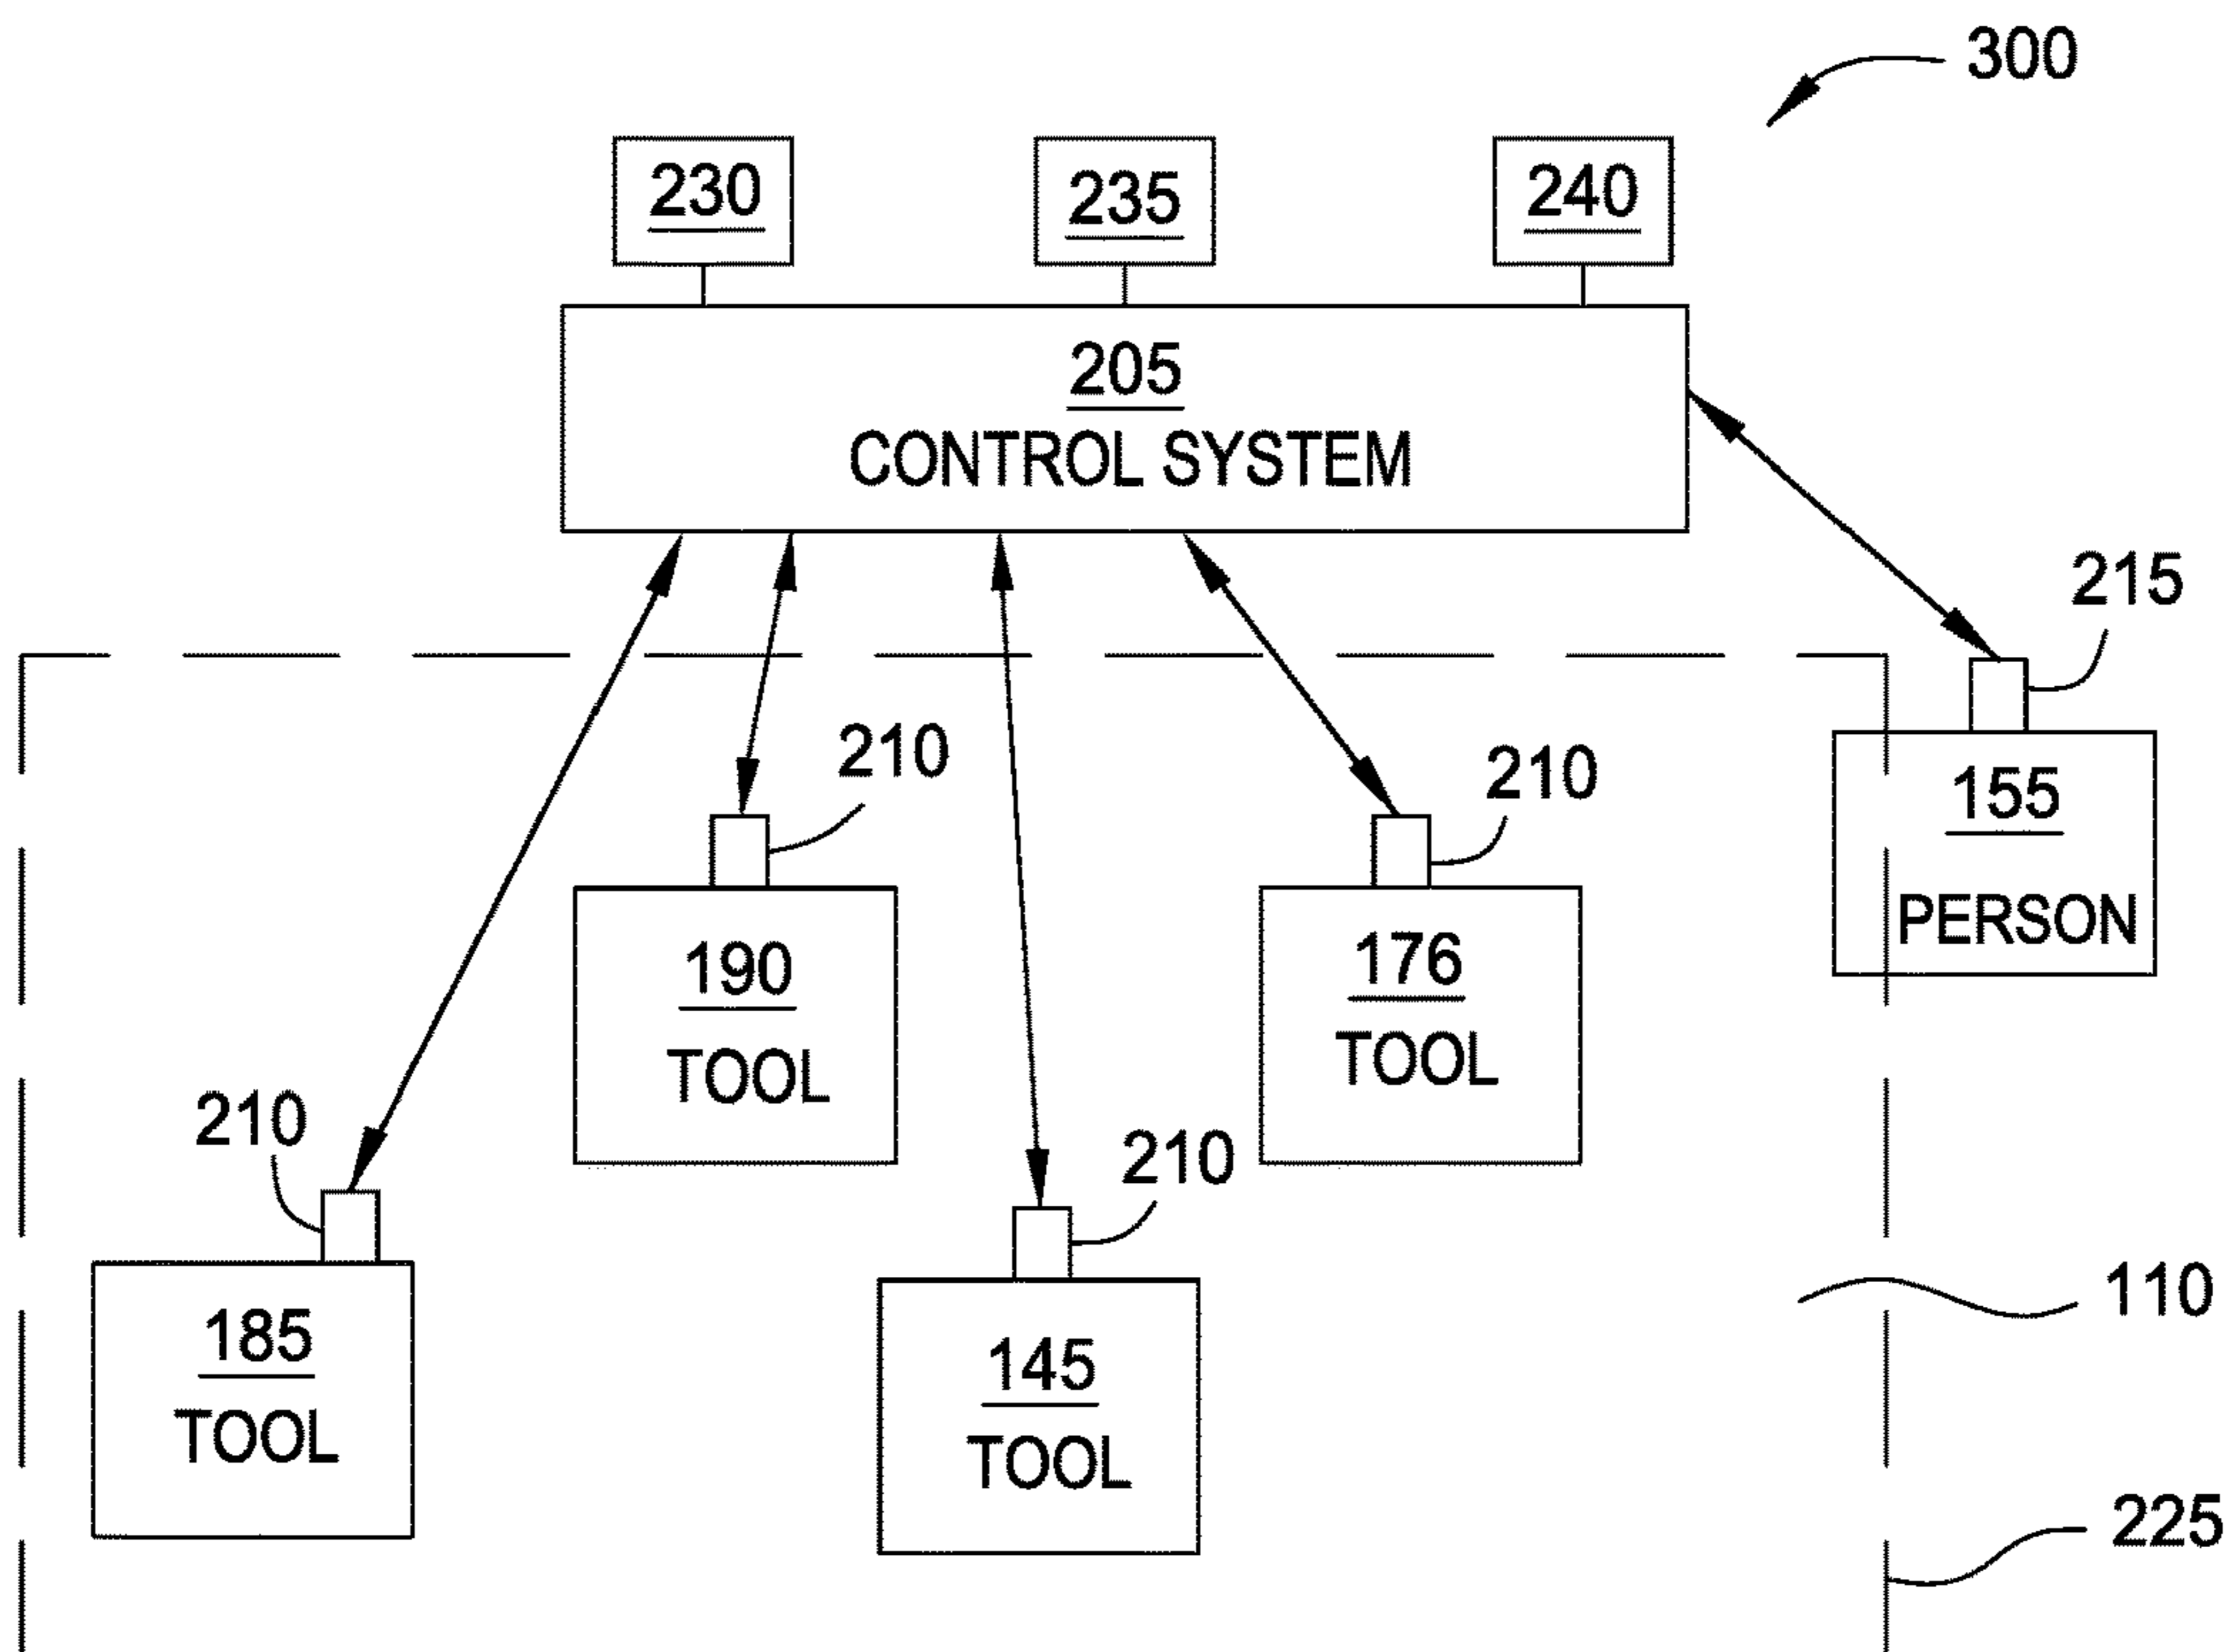 300
230
235
240
205
CONTROL SYSTEM
215
210
210
155
PERSON
190
TOOL
176
TOOL
210
210
185
TOOL
145
TOOL
110
225